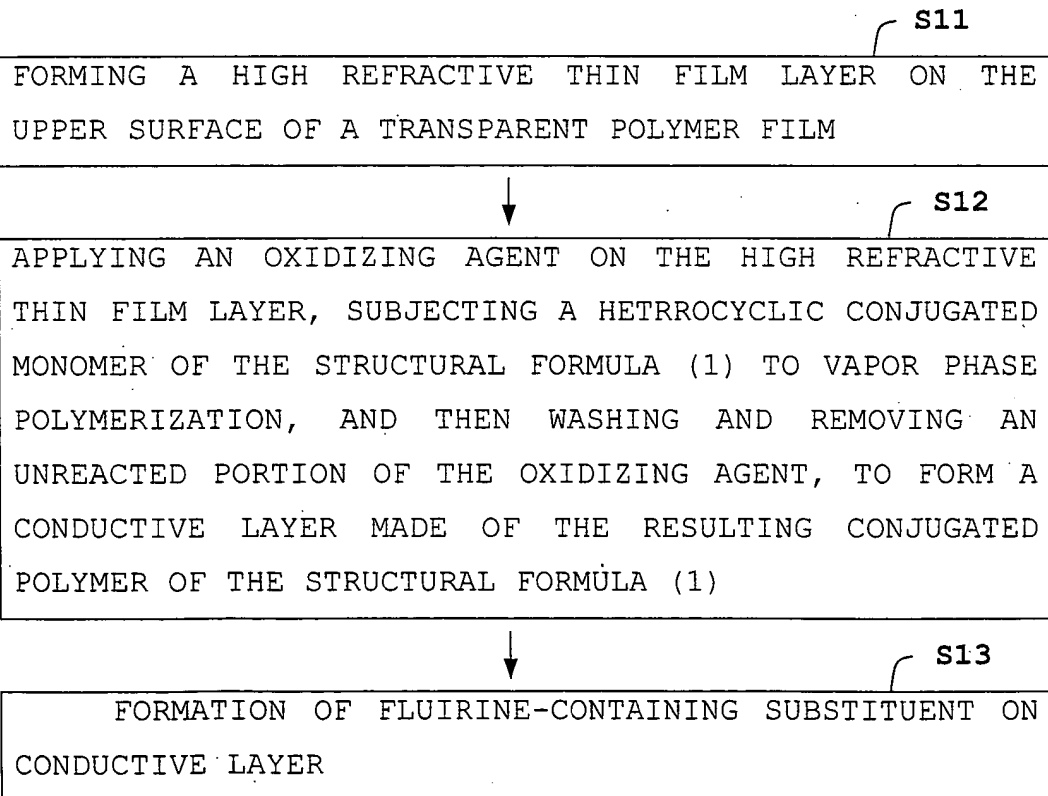 S11
FORMING A HIGH REFRACTIVE THIN FILM LAYER ON THE
UPPER SURFACE OF A TRANSPARENT POLYMER FILM
S12
APPLYING AN OXIDIZING AGENT ON THE HIGH REFRACTIVE
THIN FILM LAYER, SUBJECTING A HETRROCYCLIC CONJUGATED
MONOMER OF THE STRUCTURAL FORMULA (1) TO VAPOR PHASE
POLYMERIZATION, AND THEN WASHING AND REMOVING AN
UNREACTED PORTION OF THE OXIDIZING AGENT, TO FORM A
CONDUCTIVE LAYER MADE OF THE RESULTING CONJUGATED
POLYMER OF THE STRUCTURAL FORMULA (1)
S13
FORMATION OF FLUIRINE-CONTAINING SUBSTITUENT ON
CONDUCTIVE LAYER